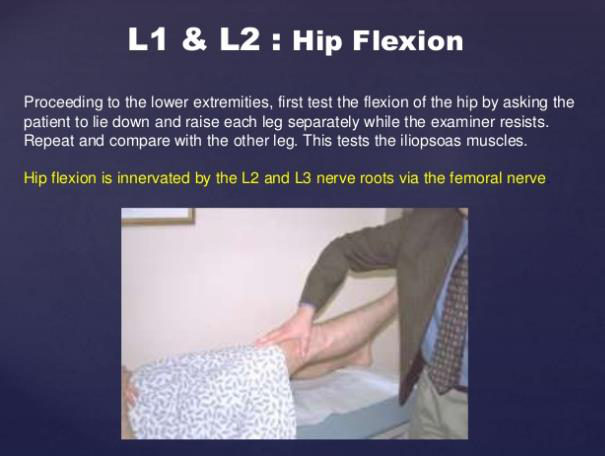 L1 & L2 : Hip Flexion
Proceeding to the lower extremities, first test the flexion of the hip by asking the
patient to lie down and raise each leg separately while the examiner resists.
Repeat and compare with the other leg. This tests the iliopsoas muscles.
Hip flexion is innervated by the L2 and L3 nerve roots via the femoral nerve